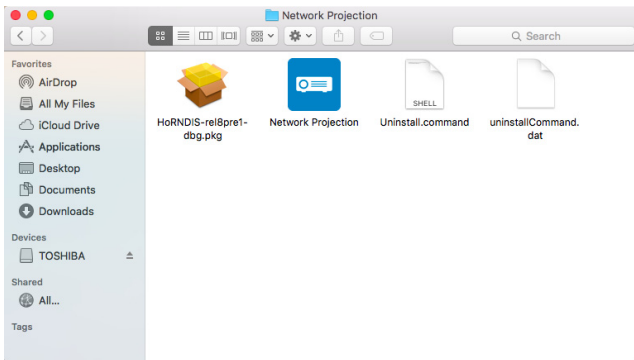 Network Projection
Search
Favorites
AirDrop
All My Files
iCloud Drive
Applications
Desktop
Documents
Downloads
Devices
TOSHIBA
Shared
All...
Tags
SHELL
HoRNDIS-rel8pre1-
dbg.pkg
Network Projection
Uninstall.command
uninstallCommand.
dat